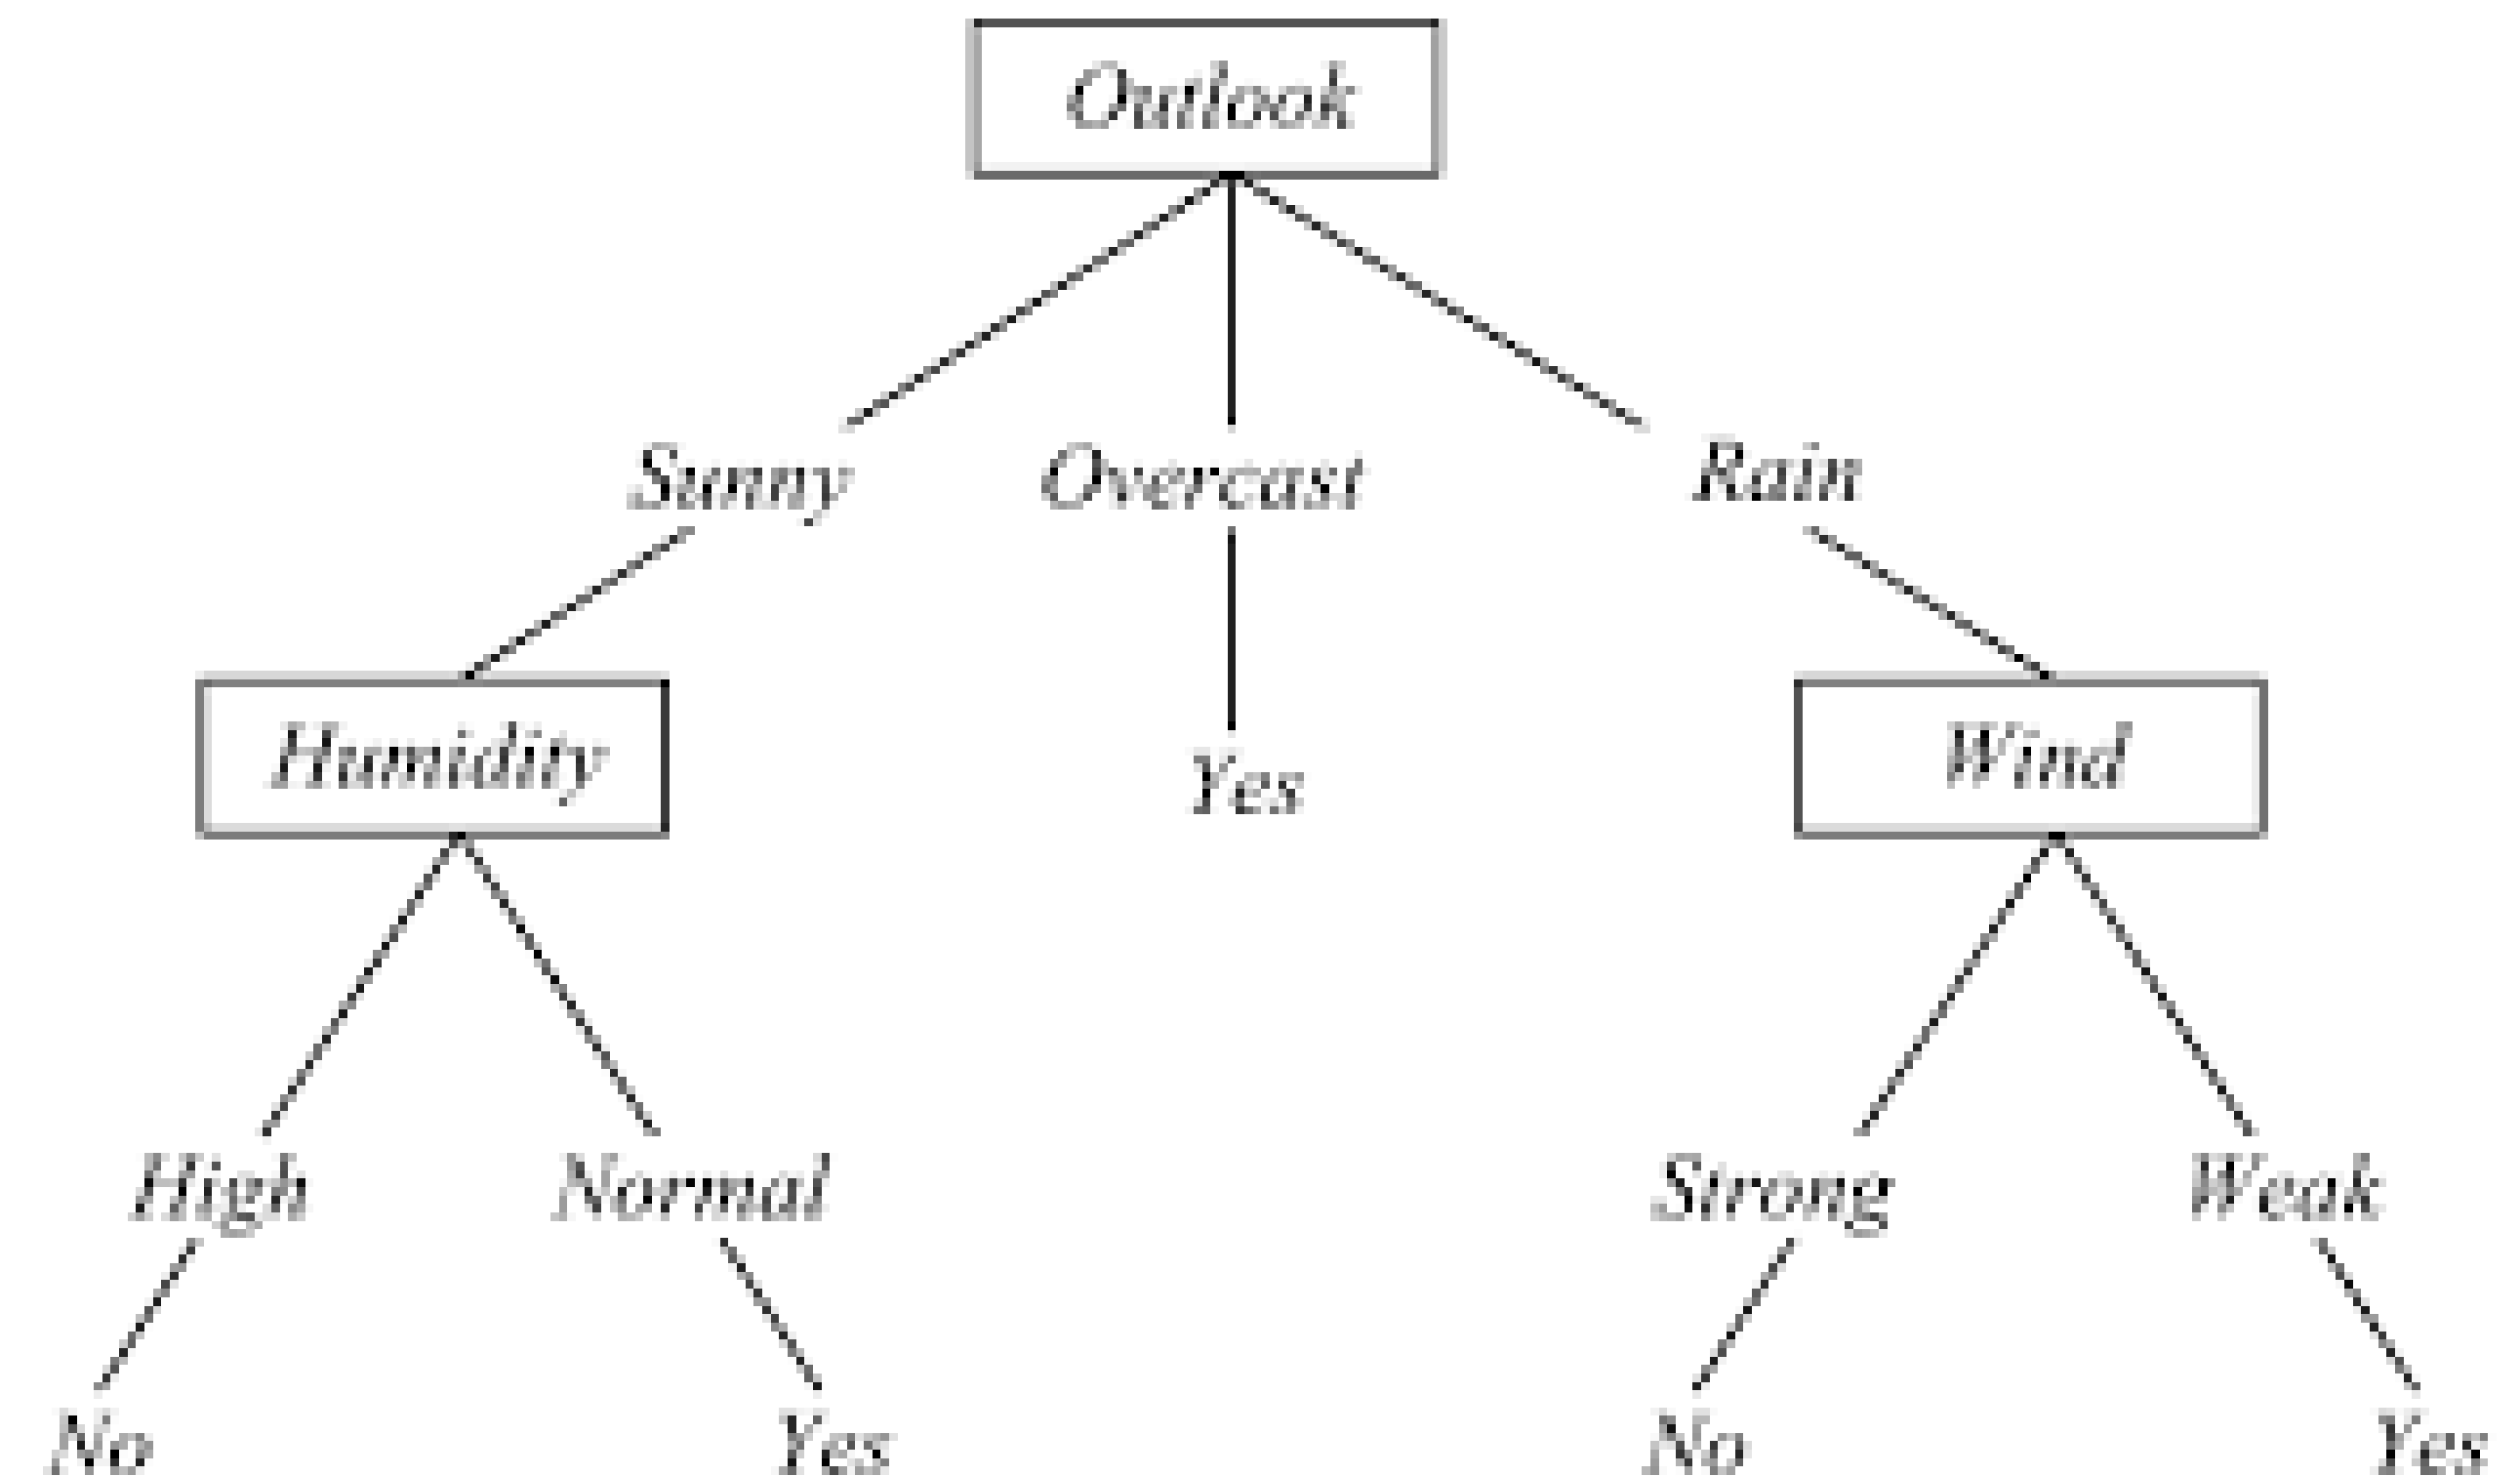 Outlook
Sunny Overcast Rain
Humidity Yes Wind
High Normal Strong Weak
No Yes No Yes